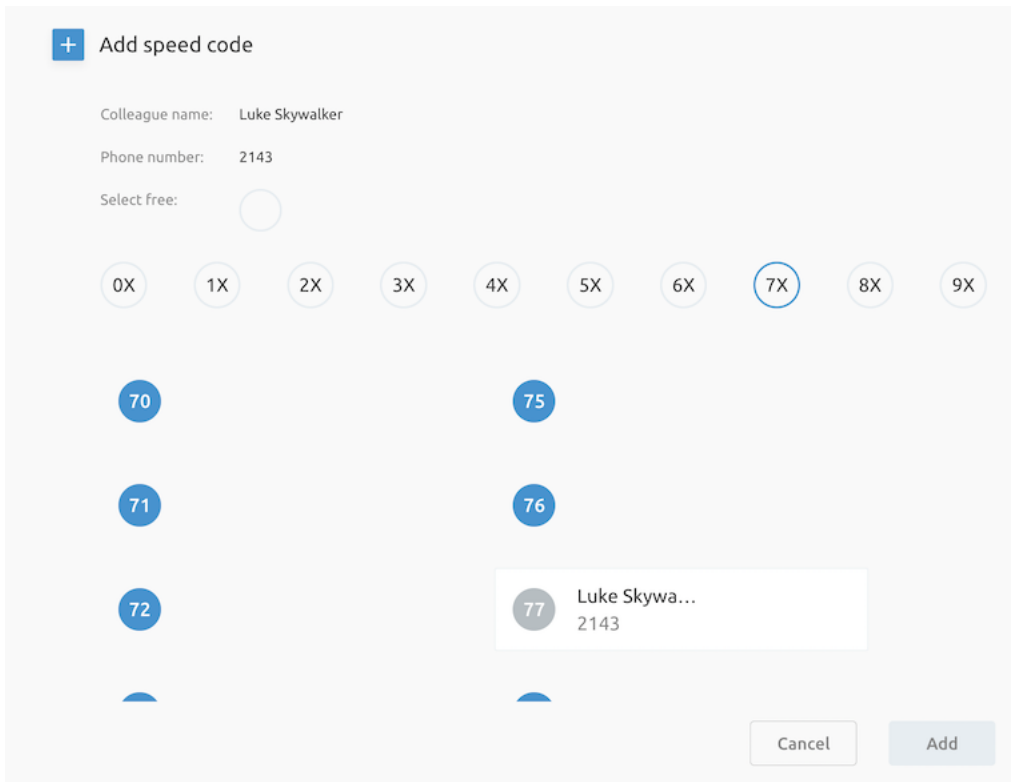 + Add speed code
Colleague name: Luke Skywalker
Phone number: 2143
Select free:
0X 1X 2X 3X 4X 5X 6X 7X 8X 9X
70 75
71 76
72 77 Luke Skywa...
2143
Cancel Add